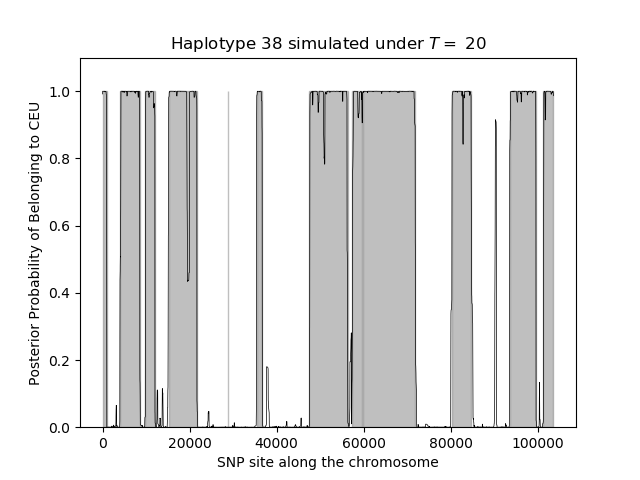 Haplotype 38 simulated under T = 20
Posterior Probability of Belonging to CEU
1.0
0.8
0.6
0.4
0.2
0.0
0 20000 40000 60000 80000 100000
SNP site along the chromosome